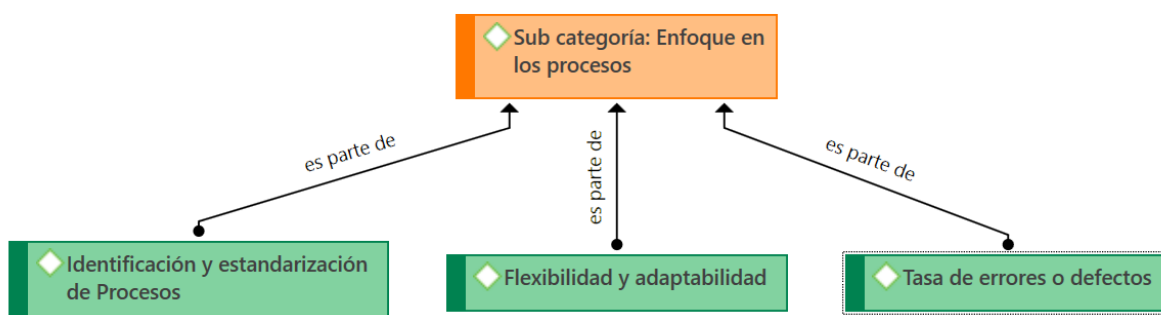 Sub categoría: Enfoque en
los procesos
es parte de
es parte de
es parte de
Identificación y estandarización
de Procesos
Flexibilidad y adaptabilidad
Tasa de errores o defectos